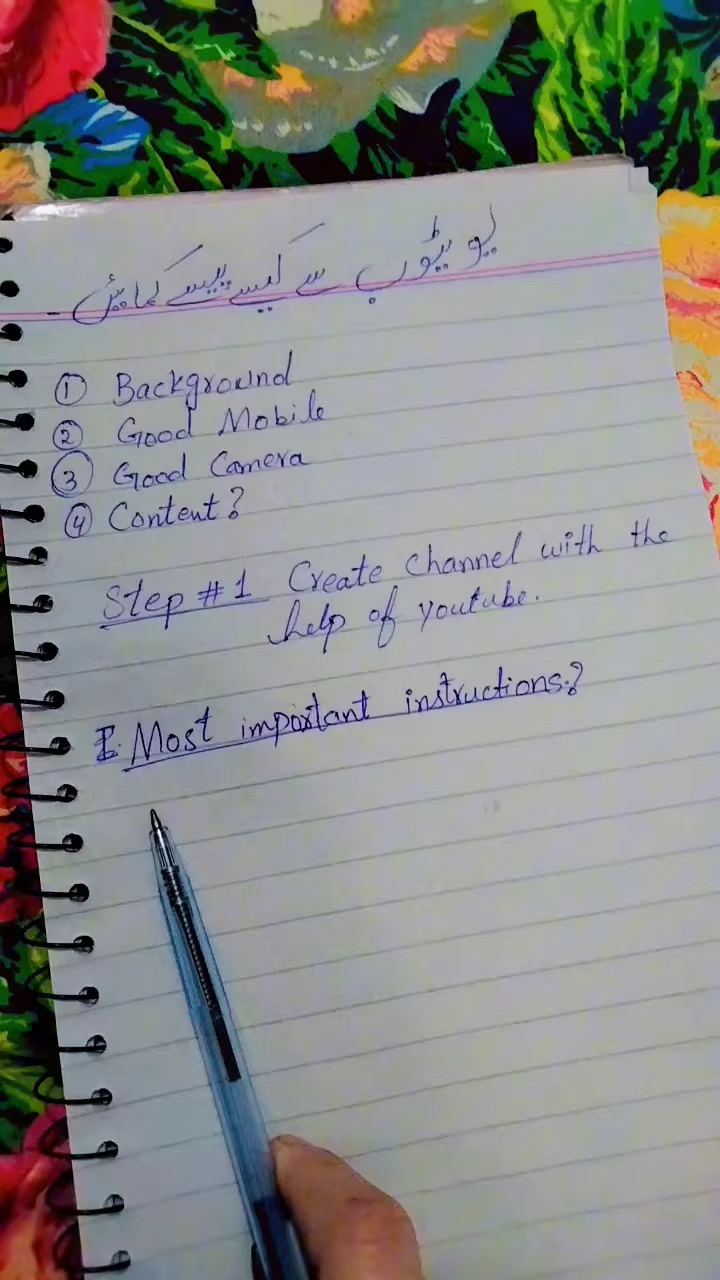 یوٹیوب سے کیسے پیسے کمایئں -
① Background
② Good Mobile
③ Good Camera
④ Content?
Step #1 Create Channel with the
help of youtube.
Most important instructions:?